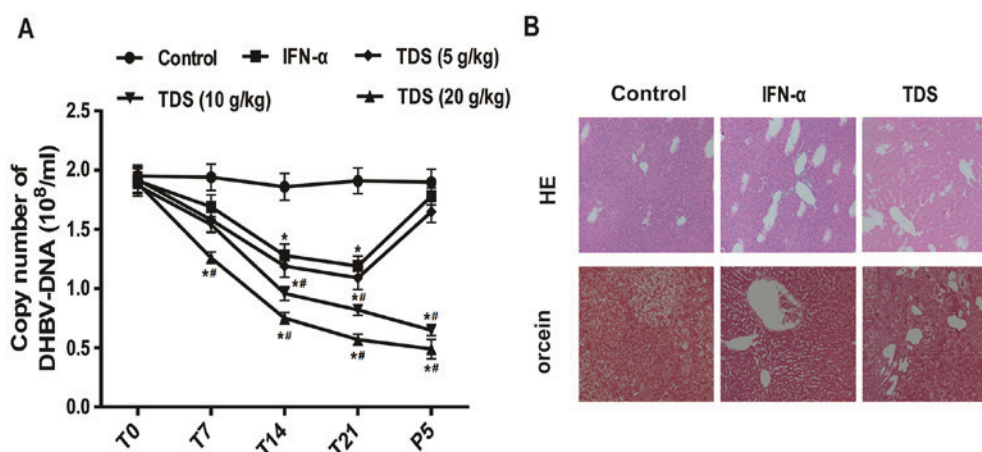 A
Control
IFN-α
TDS (5 g/kg)
TDS (10 g/kg)
TDS (20 g/kg)
Copy number of
DHBV-DNA (10⁸/ml)
2.5
2.0
1.5
1.0
0.5
0.0
*
*
*#
*#
*#
*#
*#
*#
*#
*#
T0
T7
T14
T21
P5
B
Control
IFN-α
TDS
HE
orcein